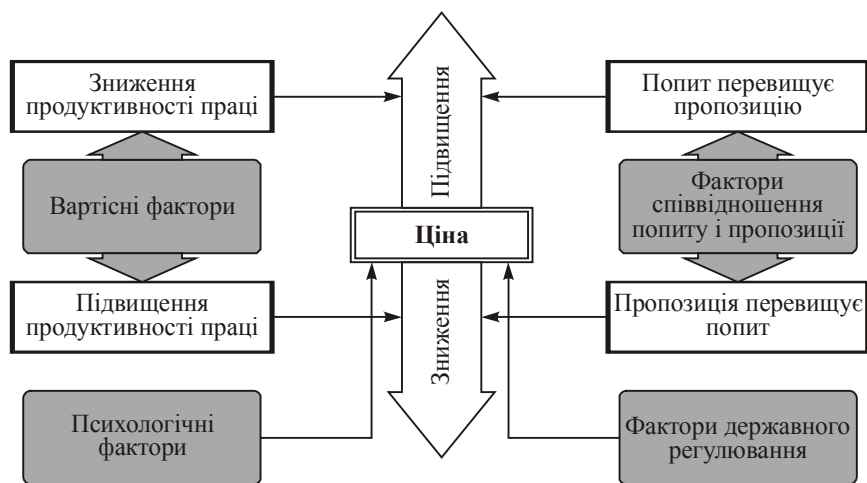 Зниження
продуктивності праці
Підвищення
Попит перевищує
пропозицію
Вартісні фактори
Фактори
співвідношення
попиту і пропозиції
Ціна
Підвищення
продуктивності праці
Зниження
Пропозиція перевищує
попит
Психологічні
фактори
Фактори державного
регулювання